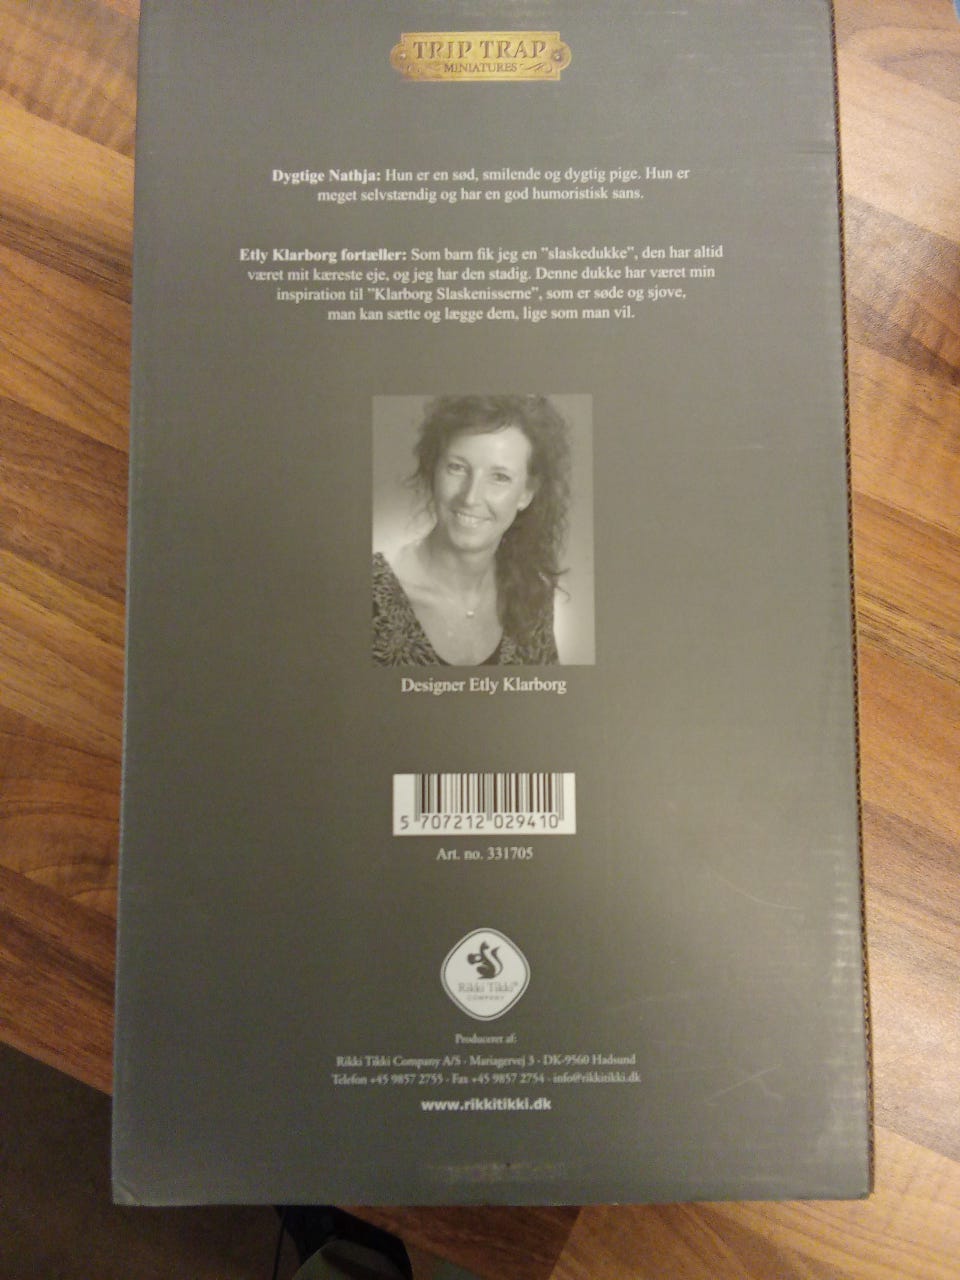 TRIP TRAP
MINIATURES
Dygtige Nathja: Hun er en sød, smilende og dygtig pige. Hun er
meget selvstændig og har en god humoristisk sans.
Etly Klarborg fortæller: Som barn fik jeg en ”slaskedukke”, den har altid
været mit kæreste eje, og jeg har den stadig. Denne dukke har været min
inspiration til ”Klarborg Slaskenisserne”, som er søde og sjove,
man kan sætte og lægge dem, lige som man vil.
Designer Etly Klarborg
5 707212 029410
Art. no. 331705
Rikki Tikki®
COMPANY
Produceret af:
Rikki Tikki Company A/S · Mariagervej 3 · DK-9560 Hadsund
Telefon +45 9857 2755 · Fax +45 9857 2754 · info@rikkitikki.dk
www.rikkitikki.dk